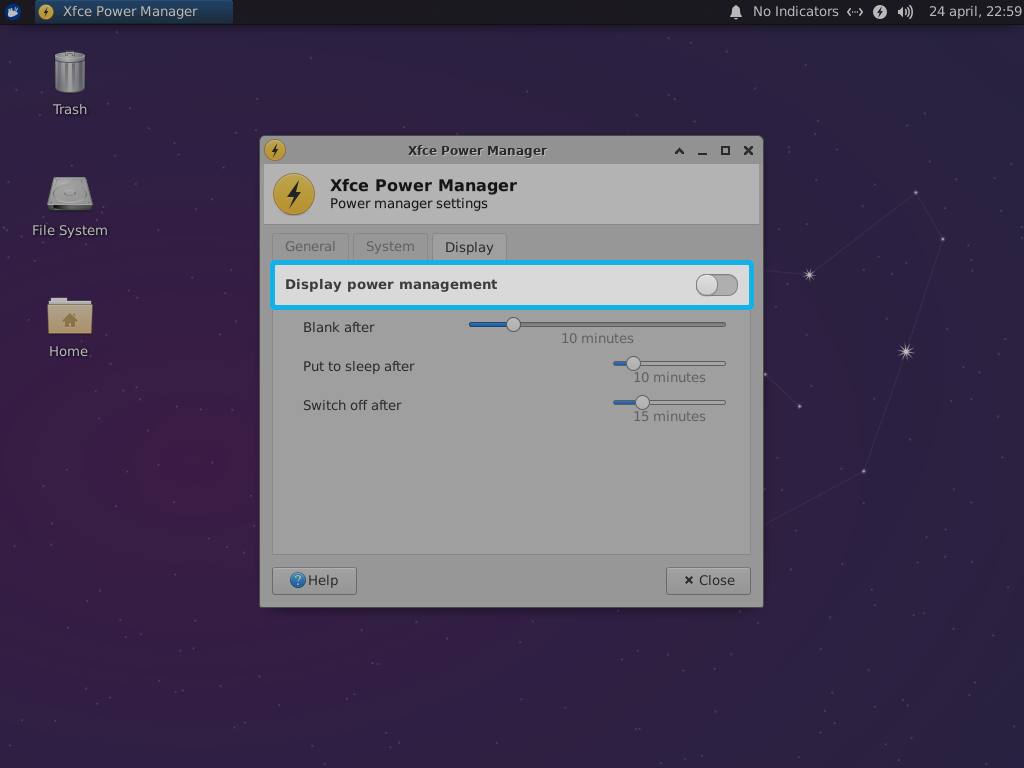 Xfce Power Manager
No Indicators
24 april, 22:59
Trash
File System
Home
Xfce Power Manager
Xfce Power Manager
Power manager settings
General
System
Display
Display power management
Blank after
10 minutes
Put to sleep after
10 minutes
Switch off after
15 minutes
Help
Close